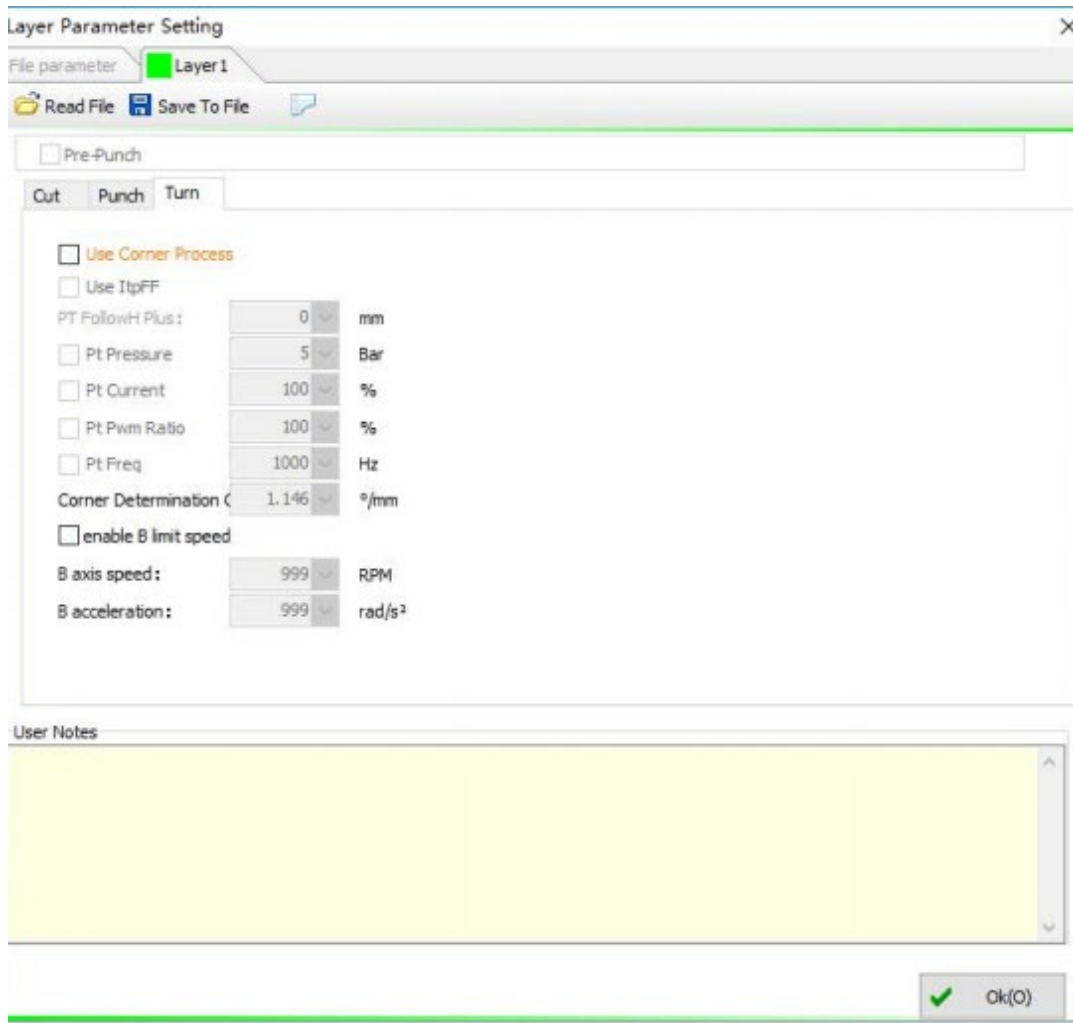 Layer Parameter Setting
File parameter Layer1
Read File Save To File
Pre-Punch
Cut Punch Turn
Use Corner Process
Use ItpFF
PT FollowH Plus: 0 mm
Pt Pressure 5 Bar
Pt Current 100 %
Pt Pwm Ratio 100 %
Pt Freq 1000 Hz
Corner Determination C 1.146 °/mm
enable B limit speed
B axis speed: 999 RPM
B acceleration: 999 rad/s²
User Notes
Ok(O)